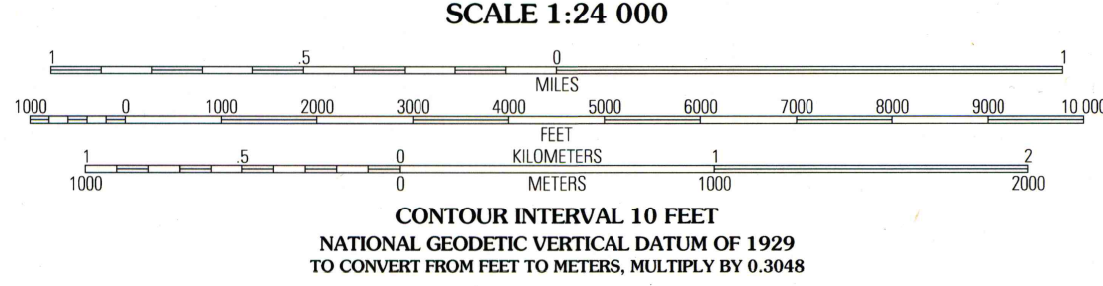 SCALE 1:24 000
1 .5 0 1
MILES
1000 0 1000 2000 3000 4000 5000 6000 7000 8000 9000 10 000
FEET
1 .5 0 KILOMETERS 1 2
1000 0 METERS 1000 2000
CONTOUR INTERVAL 10 FEET
NATIONAL GEODETIC VERTICAL DATUM OF 1929
TO CONVERT FROM FEET TO METERS, MULTIPLY BY 0.3048